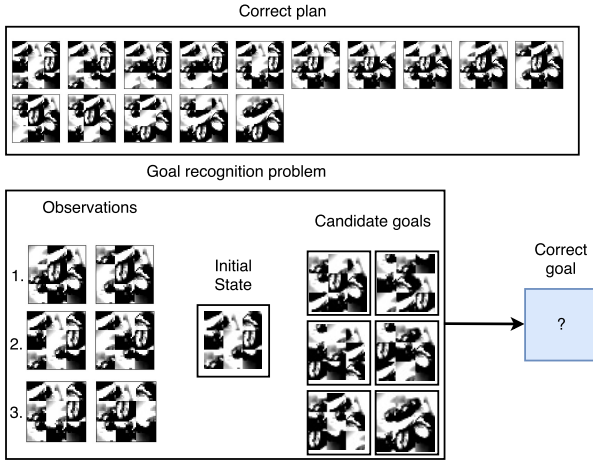 Correct plan
Goal recognition problem
Observations
Candidate goals
Initial
State
Correct
goal
1.
2.
3.
?